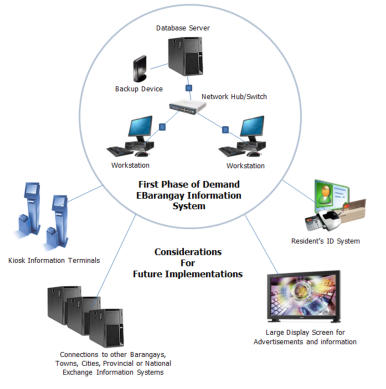 Database Server
Backup Device
Network Hub/Switch
Workstation
Workstation
First Phase of Demand
EBarangay Information
System
Kiosk Information Terminals
Resident's ID System
Considerations
For
Future Implementations
Large Display Screen for
Advertisements and information
Connections to other Barangays,
Towns, Cities, Provincial or National
Exchange Information Systems